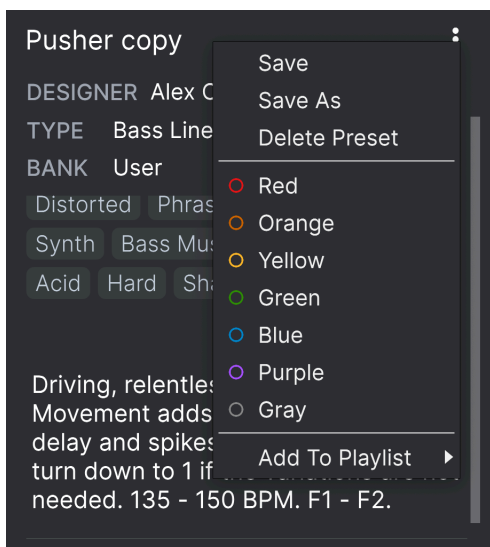 Pusher copy
DESIGNER Alex
TYPE Bass Line
BANK User
Distorted
Synth Bass
Acid Hard
Driving,
Movement adds
delay and
turn down to 1 if
needed. 135 - 150 BPM. F1 - F2.
Save
Save As
Delete Preset
Red
Orange
Yellow
Green
Blue
Purple
Gray
Add To Playlist